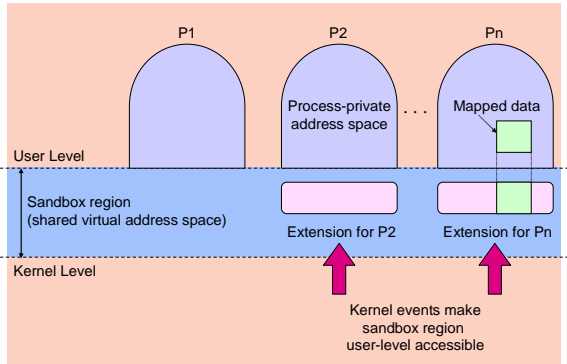 P1
P2
Pn
Process-private
address space
. . .
Mapped data
User Level
Sandbox region
(shared virtual address space)
Extension for P2
Extension for Pn
Kernel Level
Kernel events make
sandbox region
user-level accessible